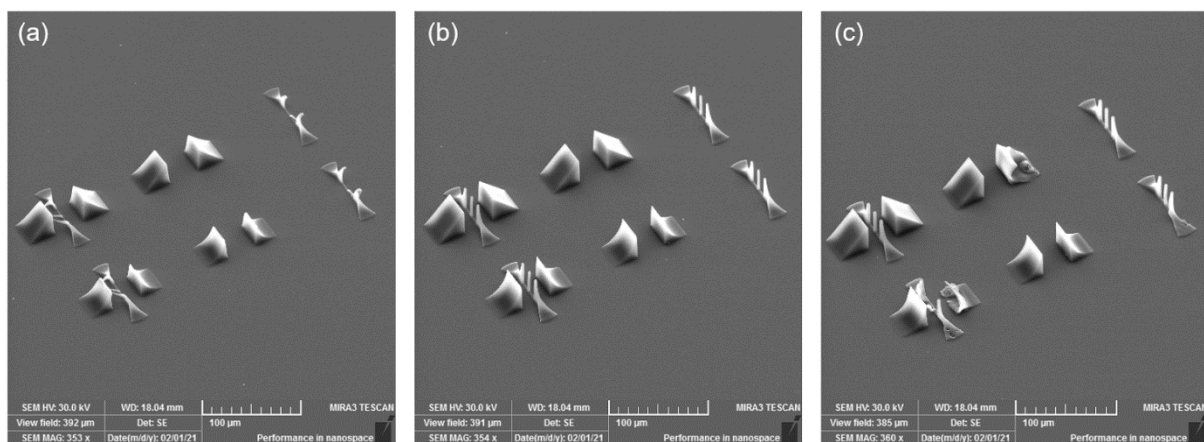 (a)
(b)
(c)
SEM HV: 30.0 kV WD: 18.04 mm MIRA3 TESCAN
View field: 392 µm Det: SE 100 µm
SEM MAG: 353 x Date(m/d/y): 02/01/21 Performance in nanospace
SEM HV: 30.0 kV WD: 18.04 mm MIRA3 TESCAN
View field: 391 µm Det: SE 100 µm
SEM MAG: 354 x Date(m/d/y): 02/01/21 Performance in nanospace
SEM HV: 30.0 kV WD: 18.04 mm MIRA3 TESCAN
View field: 385 µm Det: SE 100 µm
SEM MAG: 360 x Date(m/d/y): 02/01/21 Performance in nanospace